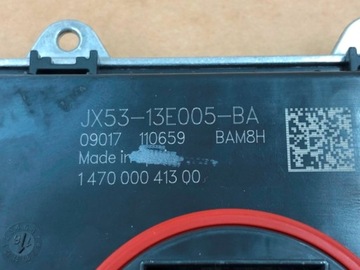 JX53-13E005-BA
09017 110659 BAM8H
Made in
1 470 000 413 00